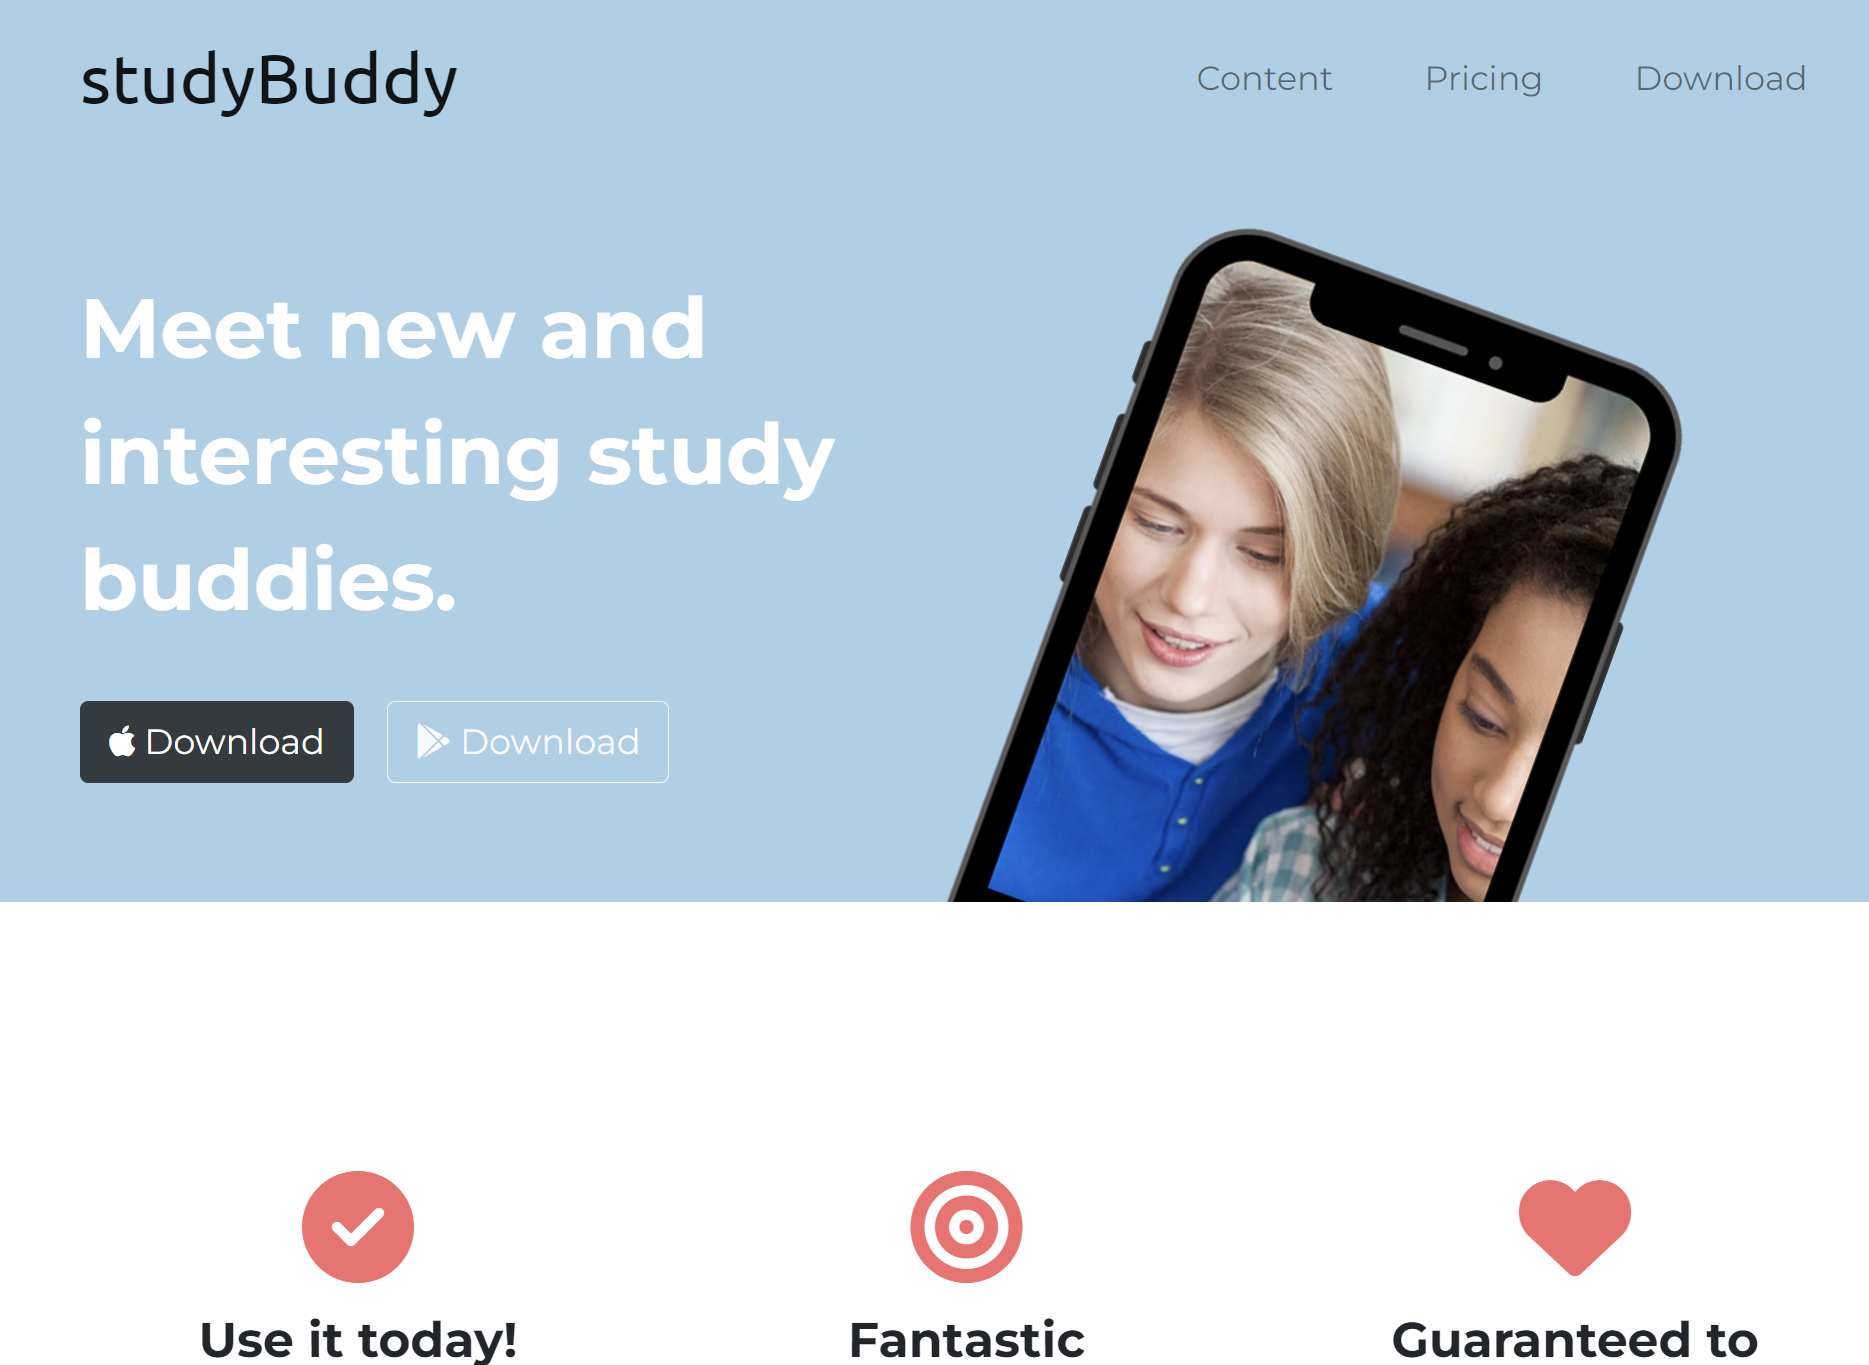 studyBuddy
Content
Pricing
Download
Meet new and
interesting study
buddies.
Download
Download
Use it today!
Fantastic
Guaranteed to